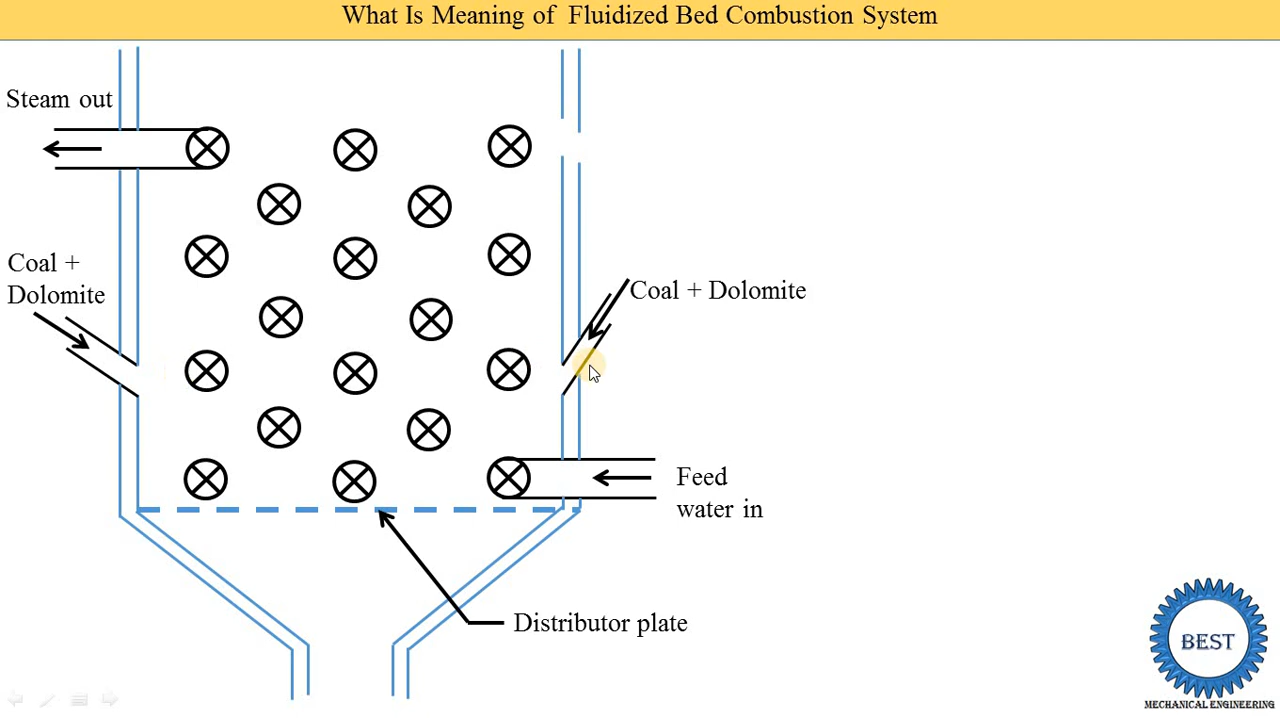 What Is Meaning of Fluidized Bed Combustion System
Steam out
Coal +
Dolomite
Coal + Dolomite
Feed
water in
Distributor plate
BEST
MECHANICAL ENGINEERING